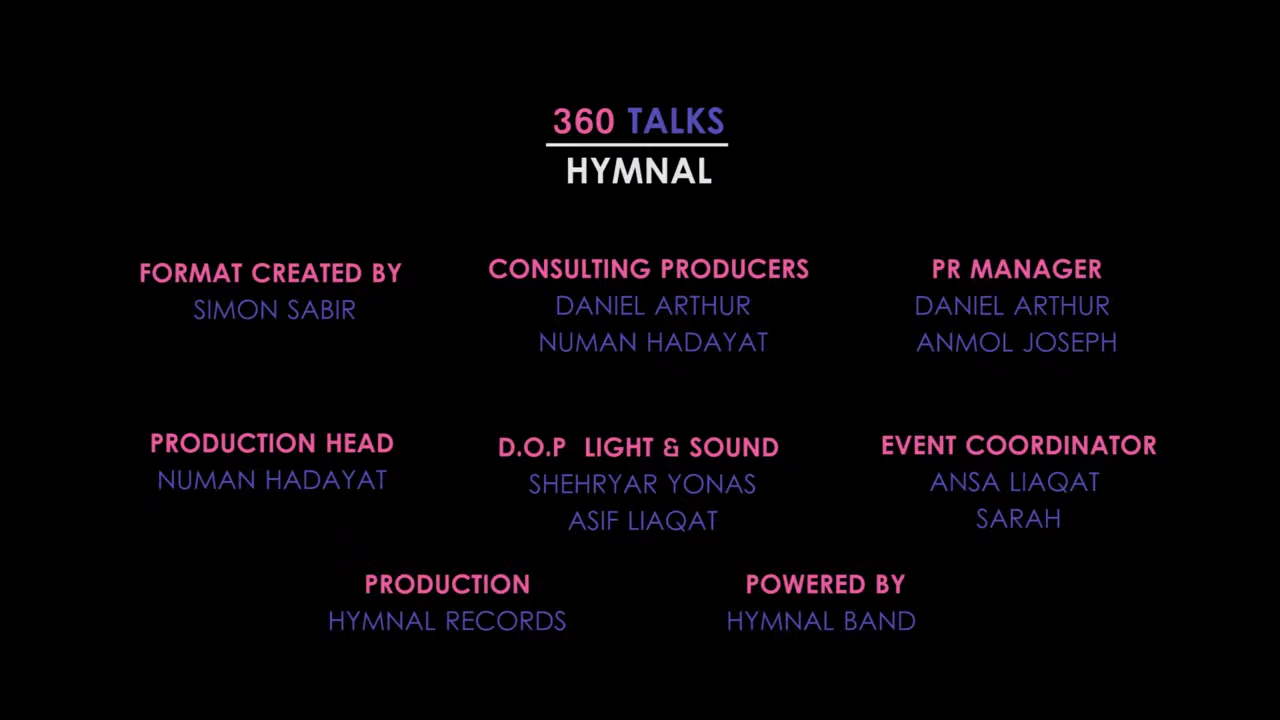 360 TALKS
HYMNAL
FORMAT CREATED BY
SIMON SABIR
CONSULTING PRODUCERS
DANIEL ARTHUR
NUMAN HADAYAT
PR MANAGER
DANIEL ARTHUR
ANMOL JOSEPH
PRODUCTION HEAD
NUMAN HADAYAT
D.O.P LIGHT & SOUND
SHEHRYAR YONAS
ASIF LIAQAT
EVENT COORDINATOR
ANSA LIAQAT
SARAH
PRODUCTION
HYMNAL RECORDS
POWERED BY
HYMNAL BAND